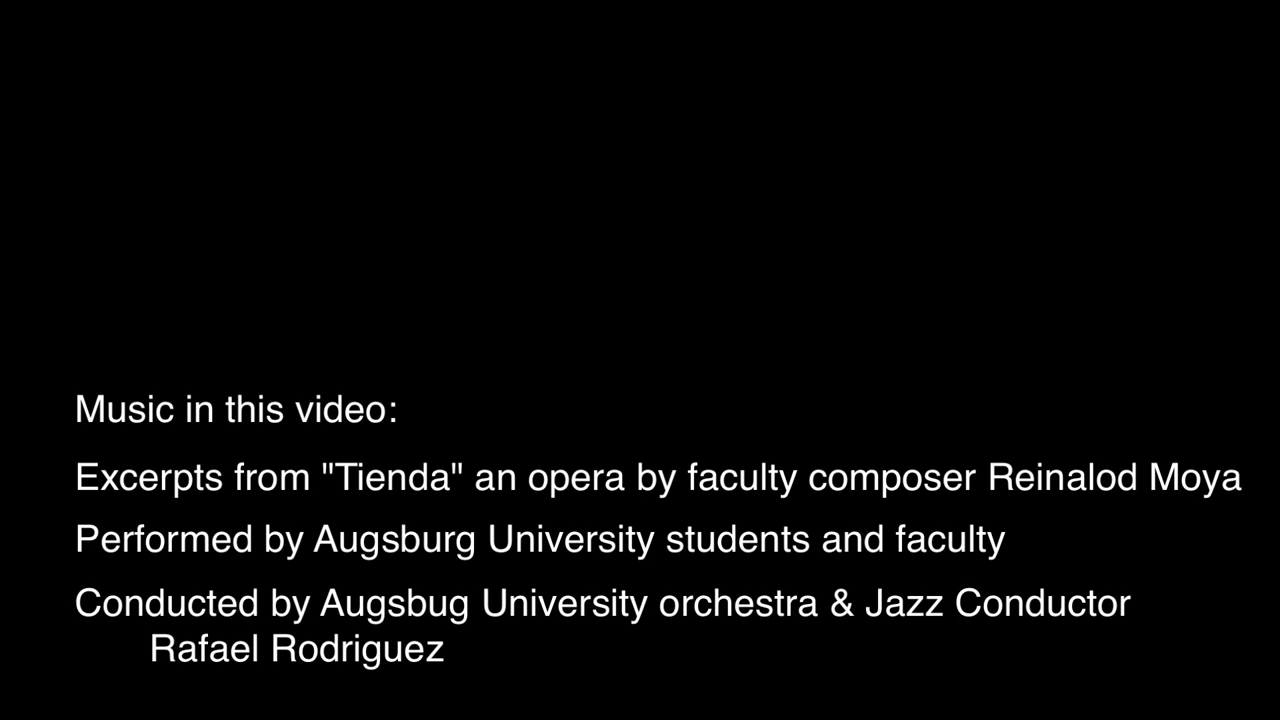 Music in this video:
Excerpts from "Tienda" an opera by faculty composer Reinalod Moya
Performed by Augsburg University students and faculty
Conducted by Augsbug University orchestra & Jazz Conductor
Rafael Rodriguez